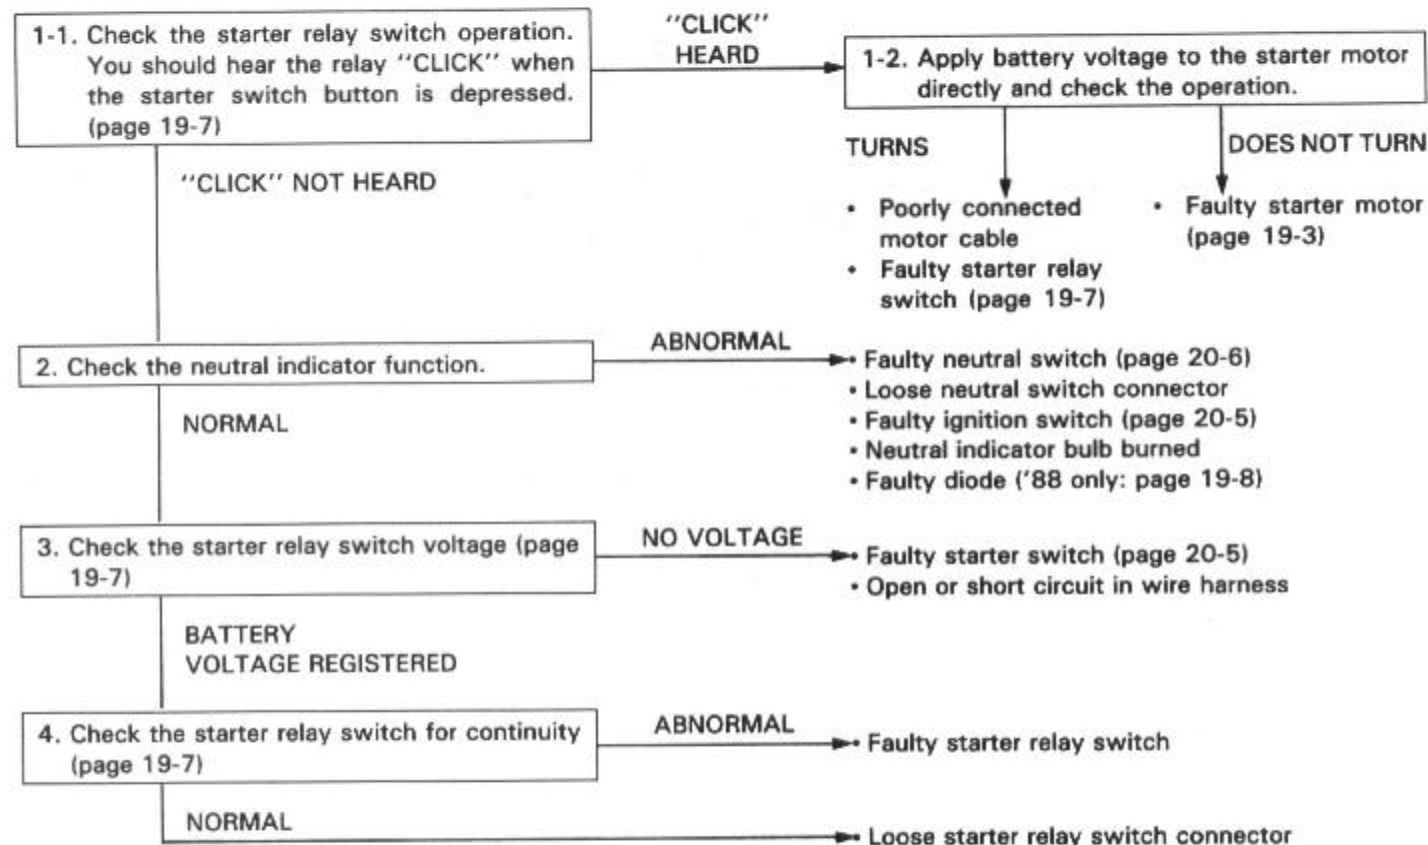 1-1. Check the starter relay switch operation.
You should hear the relay "CLICK" when
the starter switch button is depressed.
(page 19-7)
"CLICK"
HEARD
1-2. Apply battery voltage to the starter motor
directly and check the operation.
TURNS
DOES NOT TURN
• Poorly connected
motor cable
• Faulty starter relay
switch (page 19-7)
• Faulty starter motor
(page 19-3)
"CLICK" NOT HEARD
2. Check the neutral indicator function.
ABNORMAL
• Faulty neutral switch (page 20-6)
• Loose neutral switch connector
• Faulty ignition switch (page 20-5)
• Neutral indicator bulb burned
• Faulty diode ('88 only: page 19-8)
NORMAL
3. Check the starter relay switch voltage (page
19-7)
NO VOLTAGE
• Faulty starter switch (page 20-5)
• Open or short circuit in wire harness
BATTERY
VOLTAGE REGISTERED
4. Check the starter relay switch for continuity
(page 19-7)
ABNORMAL
• Faulty starter relay switch
NORMAL
• Loose starter relay switch connector